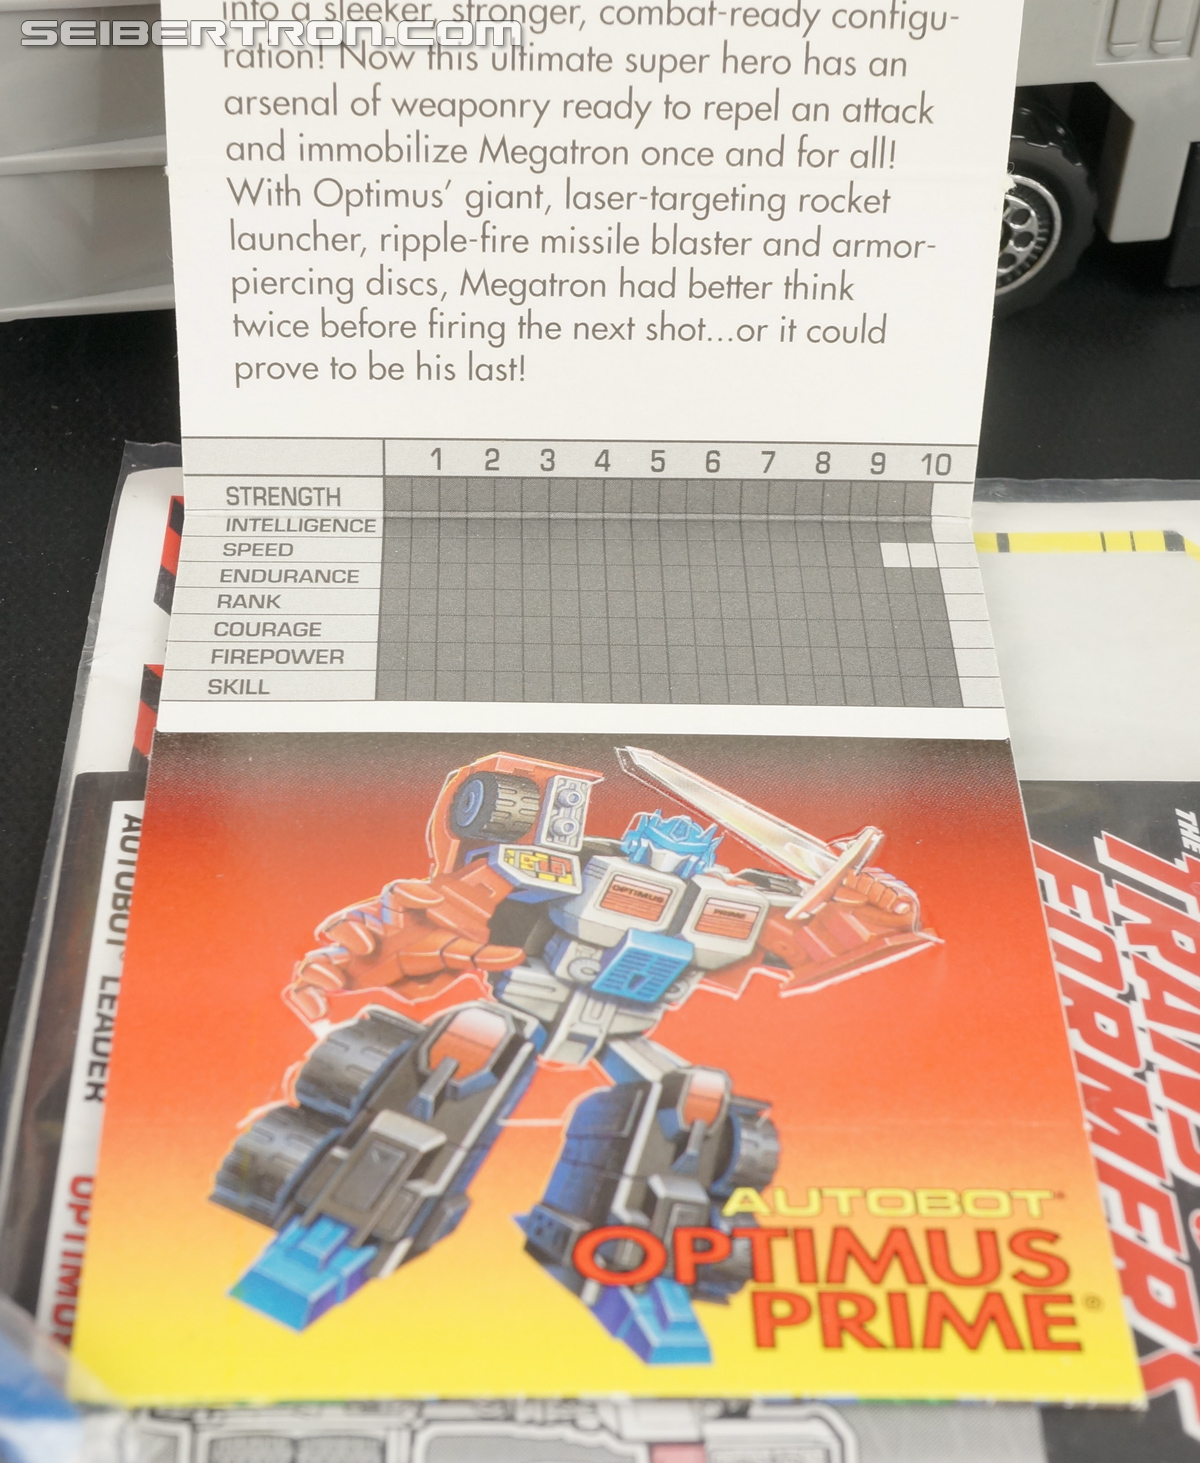 SEIBERTRON.com
into a sleeker, stronger, combat-ready configu-
ration! Now this ultimate super hero has an
arsenal of weaponry ready to repel an attack
and immobilize Megatron once and for all!
With Optimus' giant, laser-targeting rocket
launcher, ripple-fire missile blaster and armor-
piercing discs, Megatron had better think
twice before firing the next shot...or it could
prove to be his last!
1 2 3 4 5 6 7 8 9 10
STRENGTH
INTELLIGENCE
SPEED
ENDURANCE
RANK
COURAGE
FIREPOWER
SKILL
OPTIMUS
PRIME
AUTOBOT
OPTIMUS
PRIME®
AUTOBOT LEADER
OPTIMU
THE
TRANS
FORMER